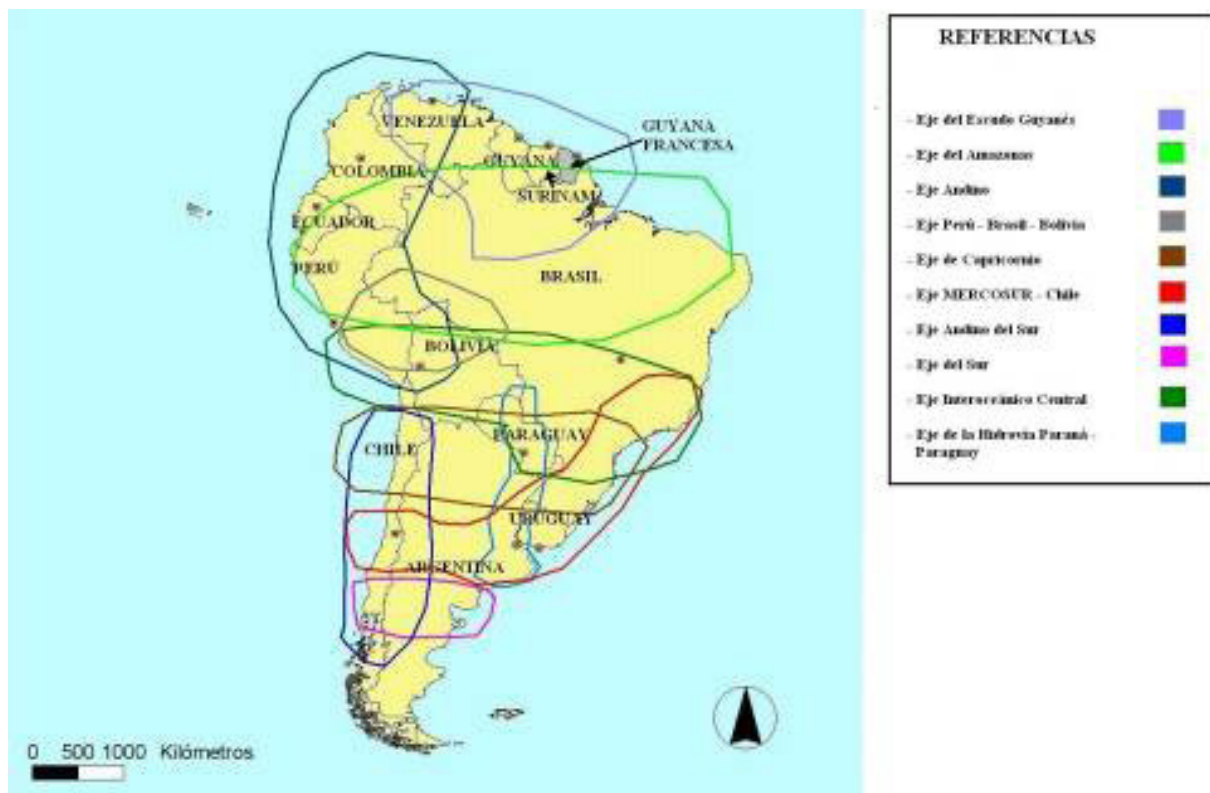 REFERENCIAS
- Eje del Escudo Guyanés
- Eje del Amazonas
- Eje Andino
- Eje Perú - Brasil - Bolivia
- Eje de Capricornio
- Eje MERCOSUR - Chile
- Eje Andino del Sur
- Eje del Sur
- Eje Interoceánico Central
- Eje de la Hidrovía Paraná -
Paraguay
VENEZUELA
GUYANA
FRANCESA
GUYANA
COLOMBIA
SURINAM
ECUADOR
PERÚ
BRASIL
BOLIVIA
PARAGUAY
CHILE
URUGUAY
ARGENTINA
0 500 1000 Kilómetros